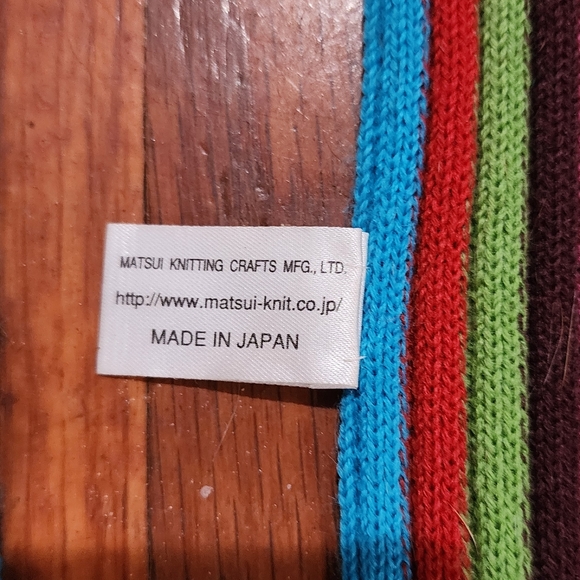 MATSUI KNITTING CRAFTS MFG., LTD.
http://www.matsui-knit.co.jp/
MADE IN JAPAN